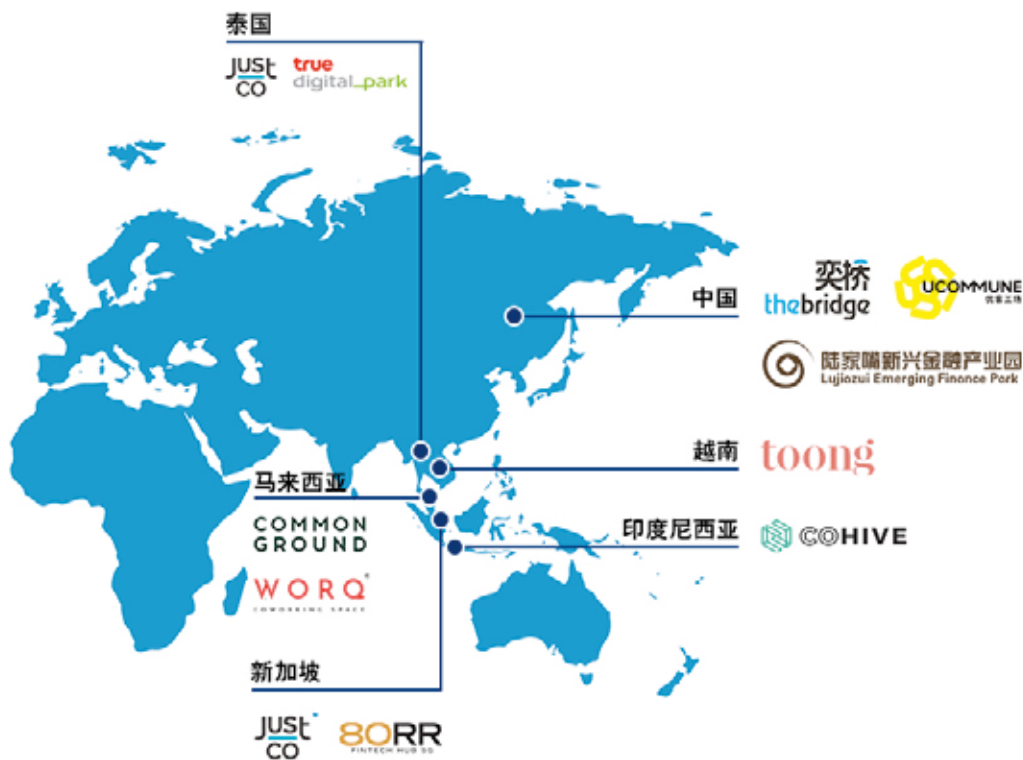 泰国
JUSt
CO
true
digital_park
中国
奕桥
thebridge
UCOMMUNE
优客工场
陆家嘴新兴金融产业园
Lujiazui Emerging Finance Park
越南
toong
马来西亚
COMMON
GROUND
WORQ
COWORKING SPACE
印度尼西亚
COHIVE
新加坡
JUSt
CO
80RR
FINTECH HUB SG